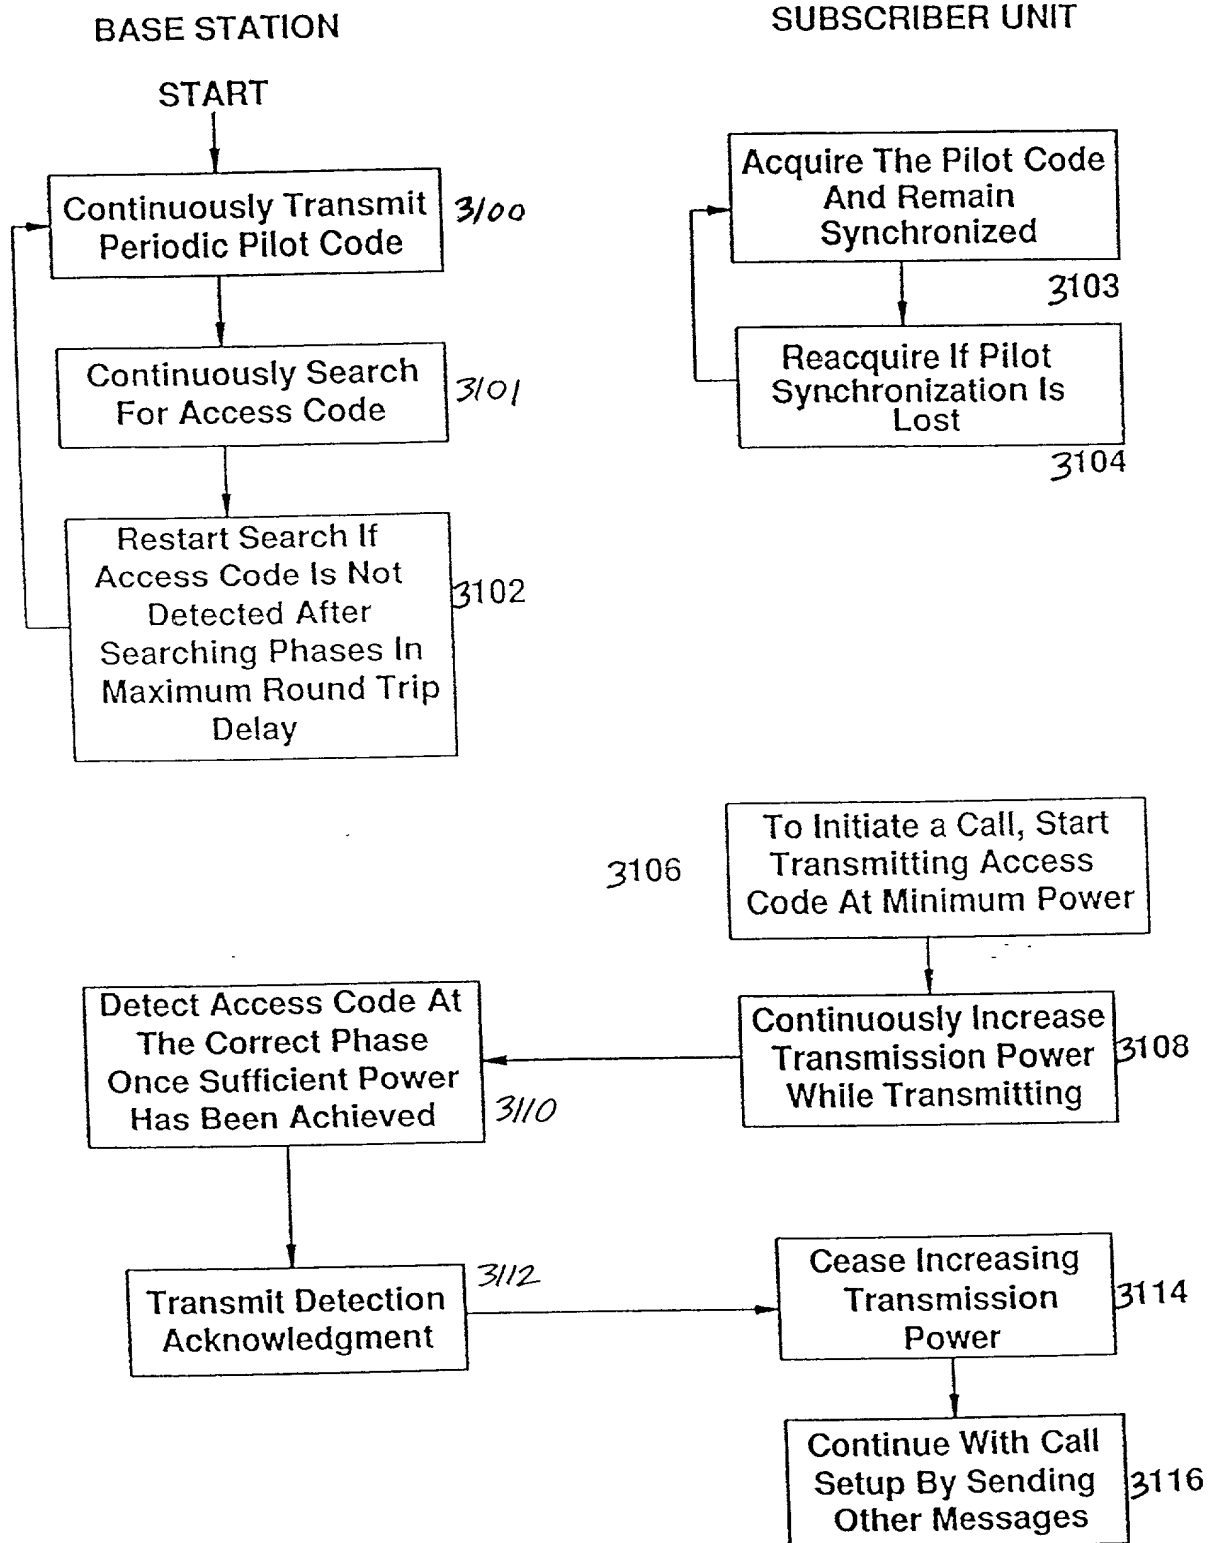 BASE STATION
SUBSCRIBER UNIT
START
Continuously Transmit
Periodic Pilot Code
3100
Acquire The Pilot Code
And Remain
Synchronized
3103
Continuously Search
For Access Code
3101
Reacquire If Pilot
Synchronization Is
Lost
3104
Restart Search If
Access Code Is Not
Detected After
Searching Phases In
Maximum Round Trip
Delay
3102
3106
To Initiate a Call, Start
Transmitting Access
Code At Minimum Power
Detect Access Code At
The Correct Phase
Once Sufficient Power
Has Been Achieved
3110
Continuously Increase
Transmission Power
While Transmitting
3108
Transmit Detection
Acknowledgment
3112
Cease Increasing
Transmission
Power
3114
Continue With Call
Setup By Sending
Other Messages
3116